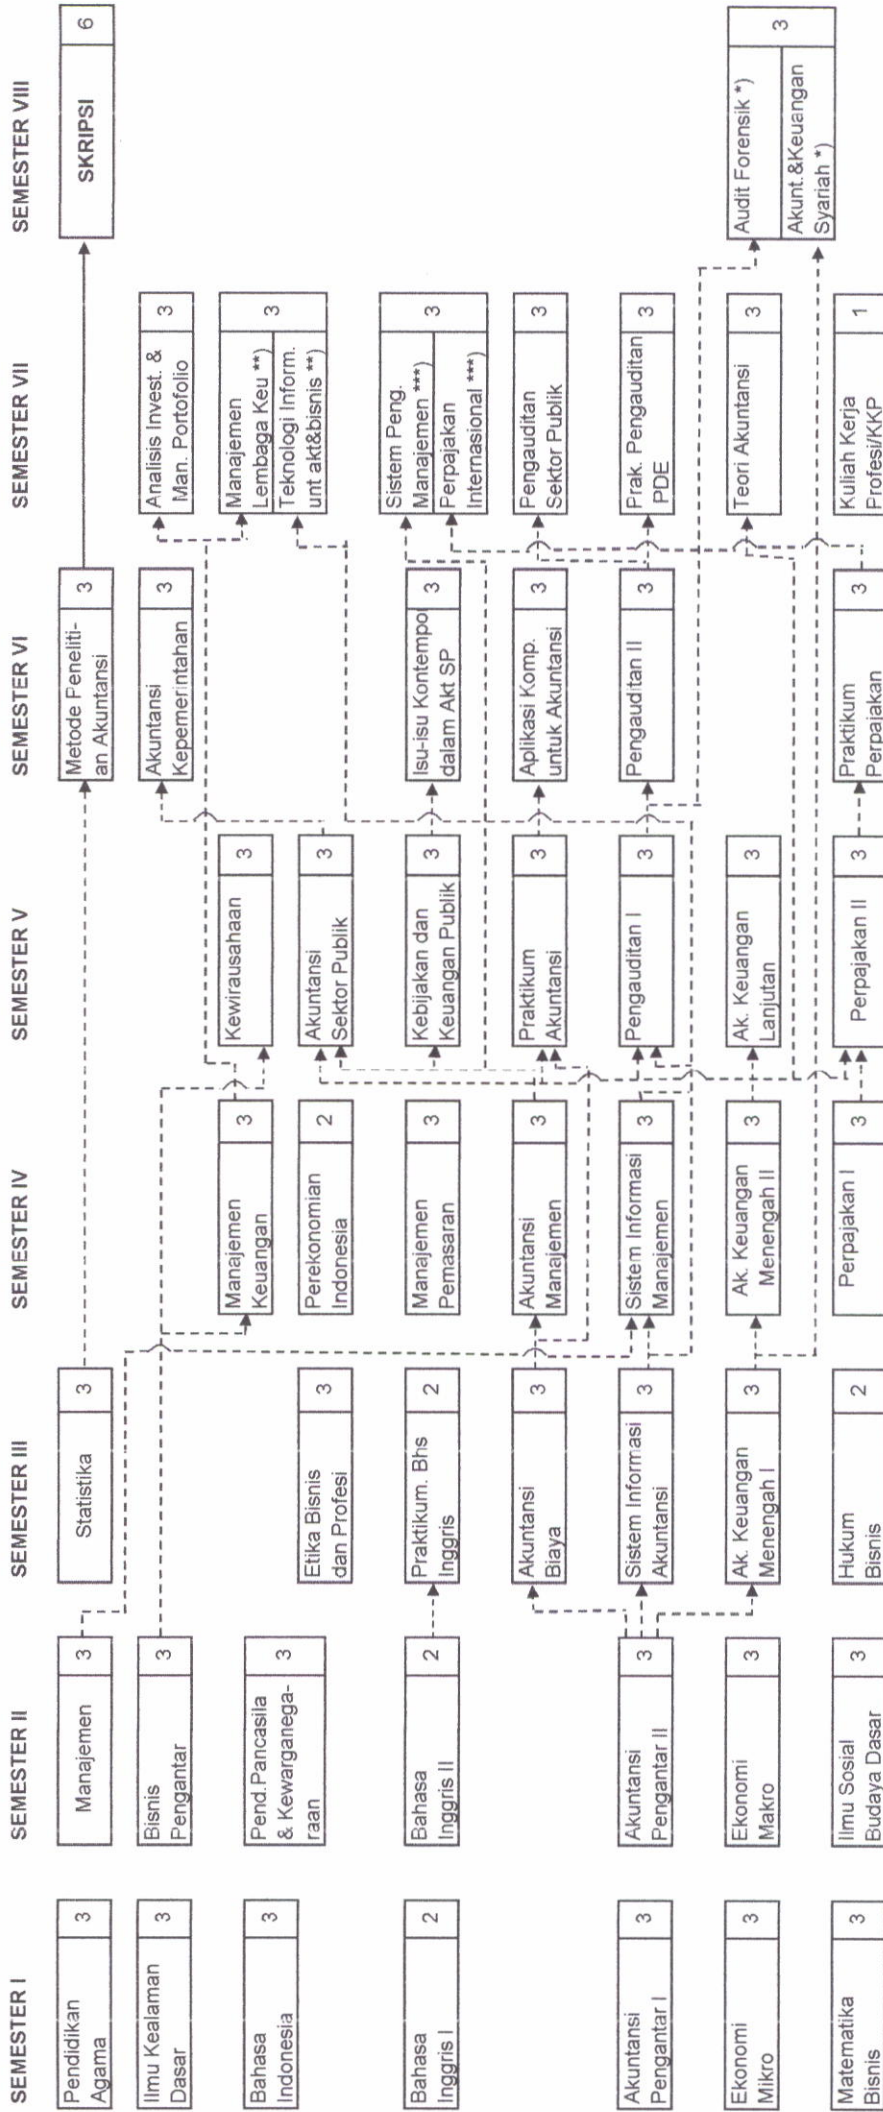 SEMESTER I
Pendidikan
Agama
3
Ilmu Kealaman
Dasar
3
Bahasa
Indonesia
3
Bahasa
Inggris I
2
Akuntansi
Pengantar I
3
Ekonomi
Mikro
3
Matematika
Bisnis
3
SEMESTER II
Manajemen
3
Bisnis
Pengantar
3
Pend.Pancasila
& Kewarganega-
raan
3
Bahasa
Inggris II
2
Akuntansi
Pengantar II
3
Ekonomi
Makro
3
Ilmu Sosial
Budaya Dasar
3
SEMESTER III
Statistika
3
Etika Bisnis
dan Profesi
3
Praktikum. Bhs
Inggris
2
Akuntansi
Biaya
3
Sistem Informasi
Akuntansi
3
Ak. Keuangan
Menengah I
3
Hukum
Bisnis
2
SEMESTER IV
Manajemen
Keuangan
3
Perekonomian
Indonesia
2
Manajemen
Pemasaran
3
Akuntansi
Manajemen
3
Sistem Informasi
Manajemen
3
Ak. Keuangan
Menengah II
3
Perpajakan I
3
SEMESTER V
Kewirausahaan
3
Akuntansi
Sektor Publik
3
Kebijakan dan
Keuangan Publik
3
Praktikum
Akuntansi
3
Pengauditan I
3
Ak. Keuangan
Lanjutan
3
Perpajakan II
3
SEMESTER VI
Metode Peneliti-
an Akuntansi
3
Akuntansi
Kepemerintahan
3
Isu-isu Kontempo
dalam Akt SP
3
Aplikasi Komp.
untuk Akuntansi
3
Pengauditan II
3
Praktikum
Perpajakan
3
SEMESTER VII
Analisis Invest. &
Man. Portofolio
3
Manajemen
Lembaga Keu **)
Teknologi Inform.
unt akt&bisnis **)
3
Sistem Peng.
Manajemen ***)
Perpajakan
Internasional ***)
3
Pengauditan
Sektor Publik
3
Prak. Pengauditan
PDE
3
Teori Akuntansi
3
Kuliah Kerja
Profesi/KKP
1
SEMESTER VIII
SKRIPSI
6
Audit Forensik *)
Akunt.&Keuangan
Syariah *)
3